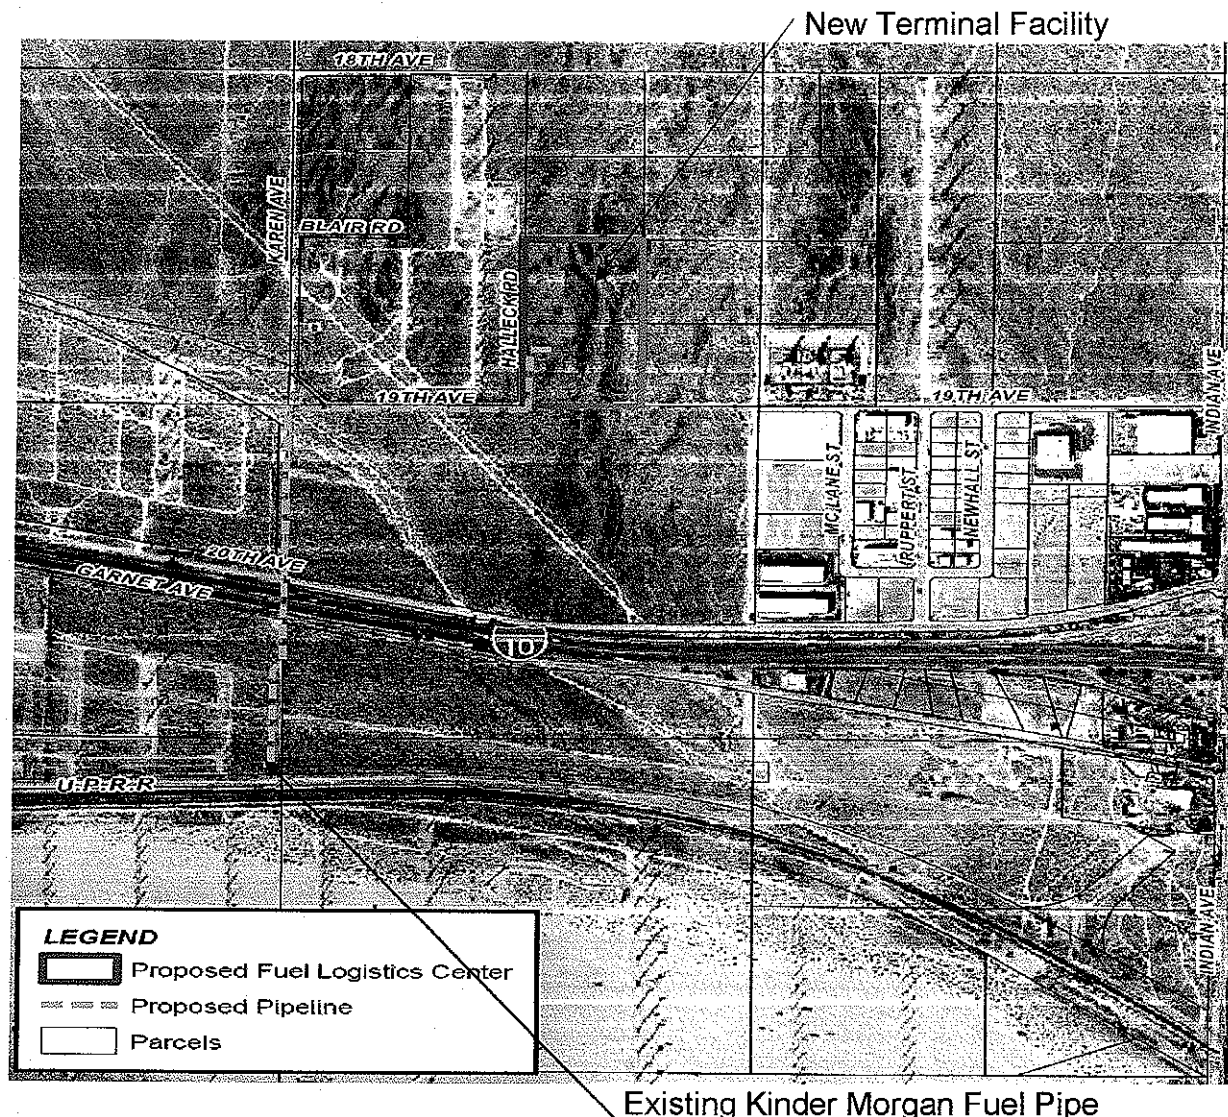 New Terminal Facility
18TH AVE
KAREN AVE
BLAIR RD
HALLECK RD
19TH AVE
19TH AVE
INDIAN AVE
MC LANE ST
RUPPERT ST
NEWHALL ST
20TH AVE
GARNET AVE
10
U.P.R.R
INDIAN AVE
LEGEND
Proposed Fuel Logistics Center
Proposed Pipeline
Parcels
Existing Kinder Morgan Fuel Pipe